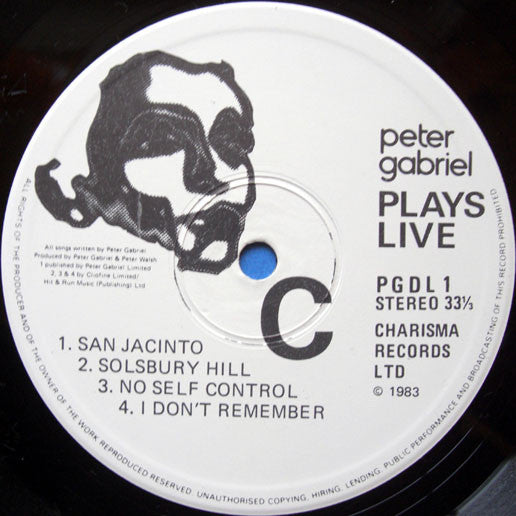 peter
gabriel
PLAYS
LIVE
All songs written by Peter Gabriel
Produced by Peter Gabriel & Peter Walsh
1 published by Peter Gabriel Limited
2, 3 & 4 by Cliofine Limited/
Hit & Run Music (Publishing) Ltd
C
PGDL 1
STEREO 33⅓
CHARISMA
RECORDS
LTD
© 1983
1. SAN JACINTO
2. SOLSBURY HILL
3. NO SELF CONTROL
4. I DON'T REMEMBER
ALL RIGHTS OF THE PRODUCER AND OF THE OWNER OF THE WORK REPRODUCED RESERVED. UNAUTHORISED COPYING, HIRING, LENDING, PUBLIC PERFORMANCE AND BROADCASTING OF THIS RECORD PROHIBITED